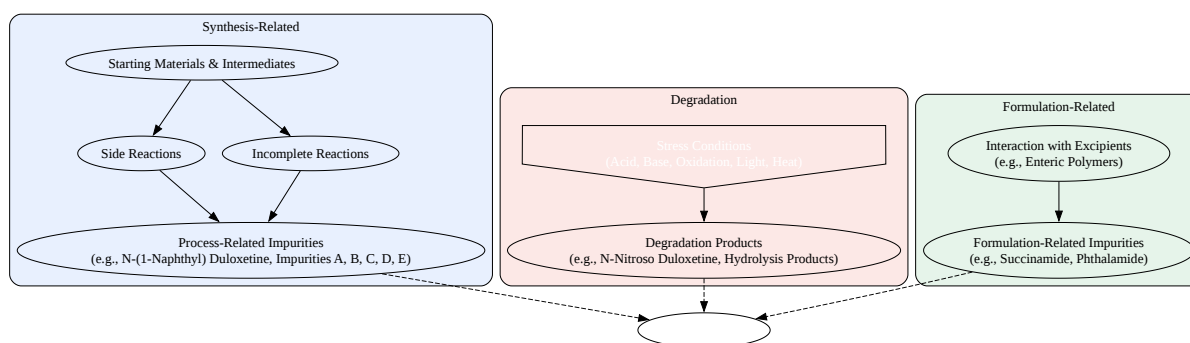 Synthesis-Related
Starting Materials & Intermediates
Side Reactions
Incomplete Reactions
Process-Related Impurities
(e.g., N-(1-Naphthyl) Duloxetine, Impurities A, B, C, D, E)
Degradation
Stress Conditions
(Acid, Base, Oxidation, Light, Heat)
Degradation Products
(e.g., N-Nitroso Duloxetine, Hydrolysis Products)
Formulation-Related
Interaction with Excipients
(e.g., Enteric Polymers)
Formulation-Related Impurities
(e.g., Succinamide, Phthalamide)